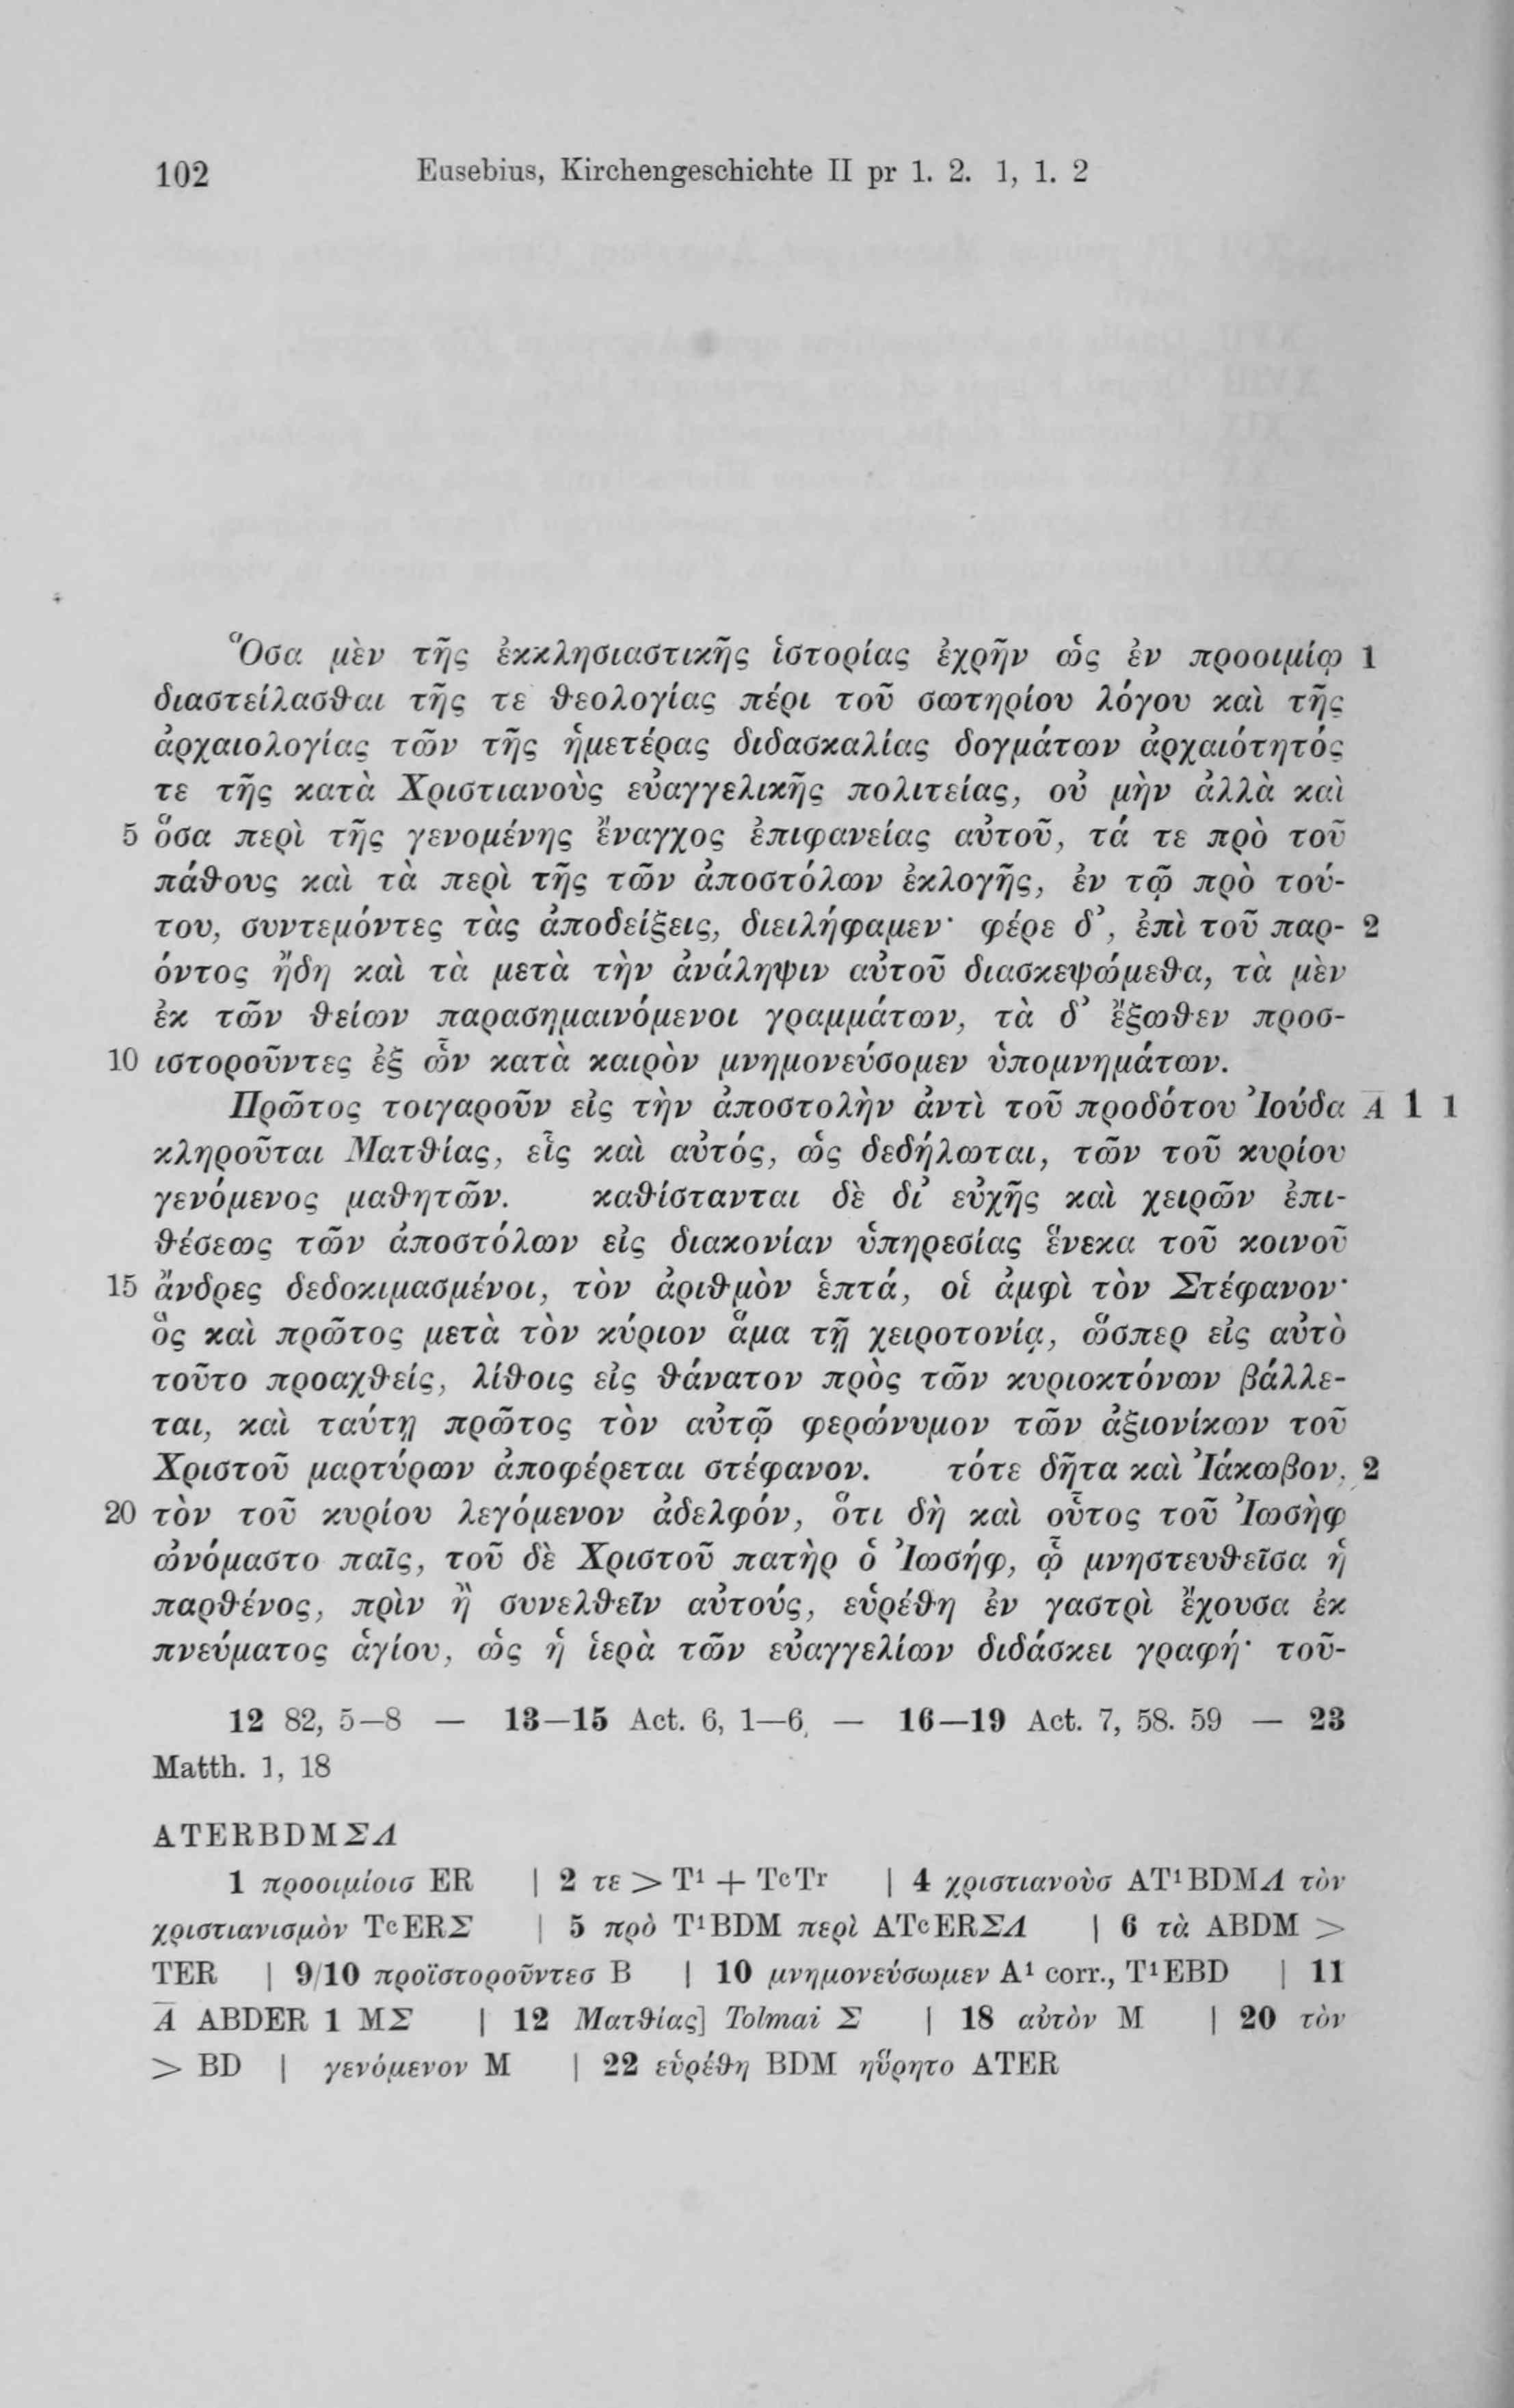 102 Eusebius, Kirchengeschichte II pr 1. 2. 1, 1. 2
Ὅσα μὲν τῆς ἐκκλησιαστικῆς ἱστορίας ἐχρῆν ὡς ἐν προοιμίῳ 1
διαστείλασθαι τῆς τε θεολογίας πέρι τοῦ σωτηρίου λόγου καὶ τῆς
ἀρχαιολογίας τῶν τῆς ἡμετέρας διδασκαλίας δογμάτων ἀρχαιότητός
τε τῆς κατὰ Χριστιανοὺς εὐαγγελικῆς πολιτείας, οὐ μὴν ἀλλὰ καὶ
5 ὅσα περὶ τῆς γενομένης ἔναγχος ἐπιφανείας αὐτοῦ, τά τε πρὸ τοῦ
πάθους καὶ τὰ περὶ τῆς τῶν ἀποστόλων ἐκλογῆς, ἐν τῷ πρὸ τού-
του, συντεμόντες τὰς ἀποδείξεις, διειλήφαμεν· φέρε δ’, ἐπὶ τοῦ παρ- 2
όντος ἤδη καὶ τὰ μετὰ τὴν ἀνάληψιν αὐτοῦ διασκεψώμεθα, τὰ μὲν
ἐκ τῶν θείων παρασημαινόμενοι γραμμάτων, τὰ δ’ ἔξωθεν προσ-
10 ιστοροῦντες ἐξ ὧν κατὰ καιρὸν μνημονεύσομεν ὑπομνημάτων.
Πρῶτος τοιγαροῦν εἰς τὴν ἀποστολὴν ἀντὶ τοῦ προδότου Ἰούδα Α̅ 1 1
κληροῦται Ματθίας, εἷς καὶ αὐτός, ὡς δεδήλωται, τῶν τοῦ κυρίου
γενόμενος μαθητῶν. καθίστανται δὲ δι’ εὐχῆς καὶ χειρῶν ἐπι-
θέσεως τῶν ἀποστόλων εἰς διακονίαν ὑπηρεσίας ἕνεκα τοῦ κοινοῦ
15 ἄνδρες δεδοκιμασμένοι, τὸν ἀριθμὸν ἑπτά, οἱ ἀμφὶ τὸν Στέφανον·
ὃς καὶ πρῶτος μετὰ τὸν κύριον ἅμα τῇ χειροτονίᾳ, ὥσπερ εἰς αὐτὸ
τοῦτο προαχθείς, λίθοις εἰς θάνατον πρὸς τῶν κυριοκτόνων βάλλε-
ται, καὶ ταύτῃ πρῶτος τὸν αὐτῷ φερώνυμον τῶν ἀξιονίκων τοῦ
Χριστοῦ μαρτύρων ἀποφέρεται στέφανον. τότε δῆτα καὶ Ἰάκωβον, 2
20 τὸν τοῦ κυρίου λεγόμενον ἀδελφόν, ὅτι δὴ καὶ οὗτος τοῦ Ἰωσὴφ
ὠνόμαστο παῖς, τοῦ δὲ Χριστοῦ πατὴρ ὁ Ἰωσήφ, ᾧ μνηστευθεῖσα ἡ
παρθένος, πρὶν ἢ συνελθεῖν αὐτούς, εὑρέθη ἐν γαστρὶ ἔχουσα ἐκ
πνεύματος ἁγίου, ὡς ἡ ἱερὰ τῶν εὐαγγελίων διδάσκει γραφή· τοῦ-
12 82, 5—8 — 13—15 Act. 6, 1—6, — 16—19 Act. 7, 58. 59 — 23
Matth. 1, 18
ATERBDMΣΛ
1 προοιμίοισ ER | 2 τε > T¹ + TᶜTʳ | 4 χριστιανοὺσ AT¹BDMΛ τὸν
χριστιανισμὸν TᶜERΣ | 5 πρὸ T¹BDM περὶ ATᶜERΣΛ | 6 τὰ ABDM >
TER | 9/10 προϊστοροῦντεσ B | 10 μνημονεύσωμεν A¹ corr., T¹EBD | 11
Α̅ ABDER 1 MΣ | 12 Ματθίας] Tolmai Σ | 18 αὐτὸν M | 20 τὸν
> BD | γενόμενον M | 22 εὑρέθη BDM ηὕρητο ATER